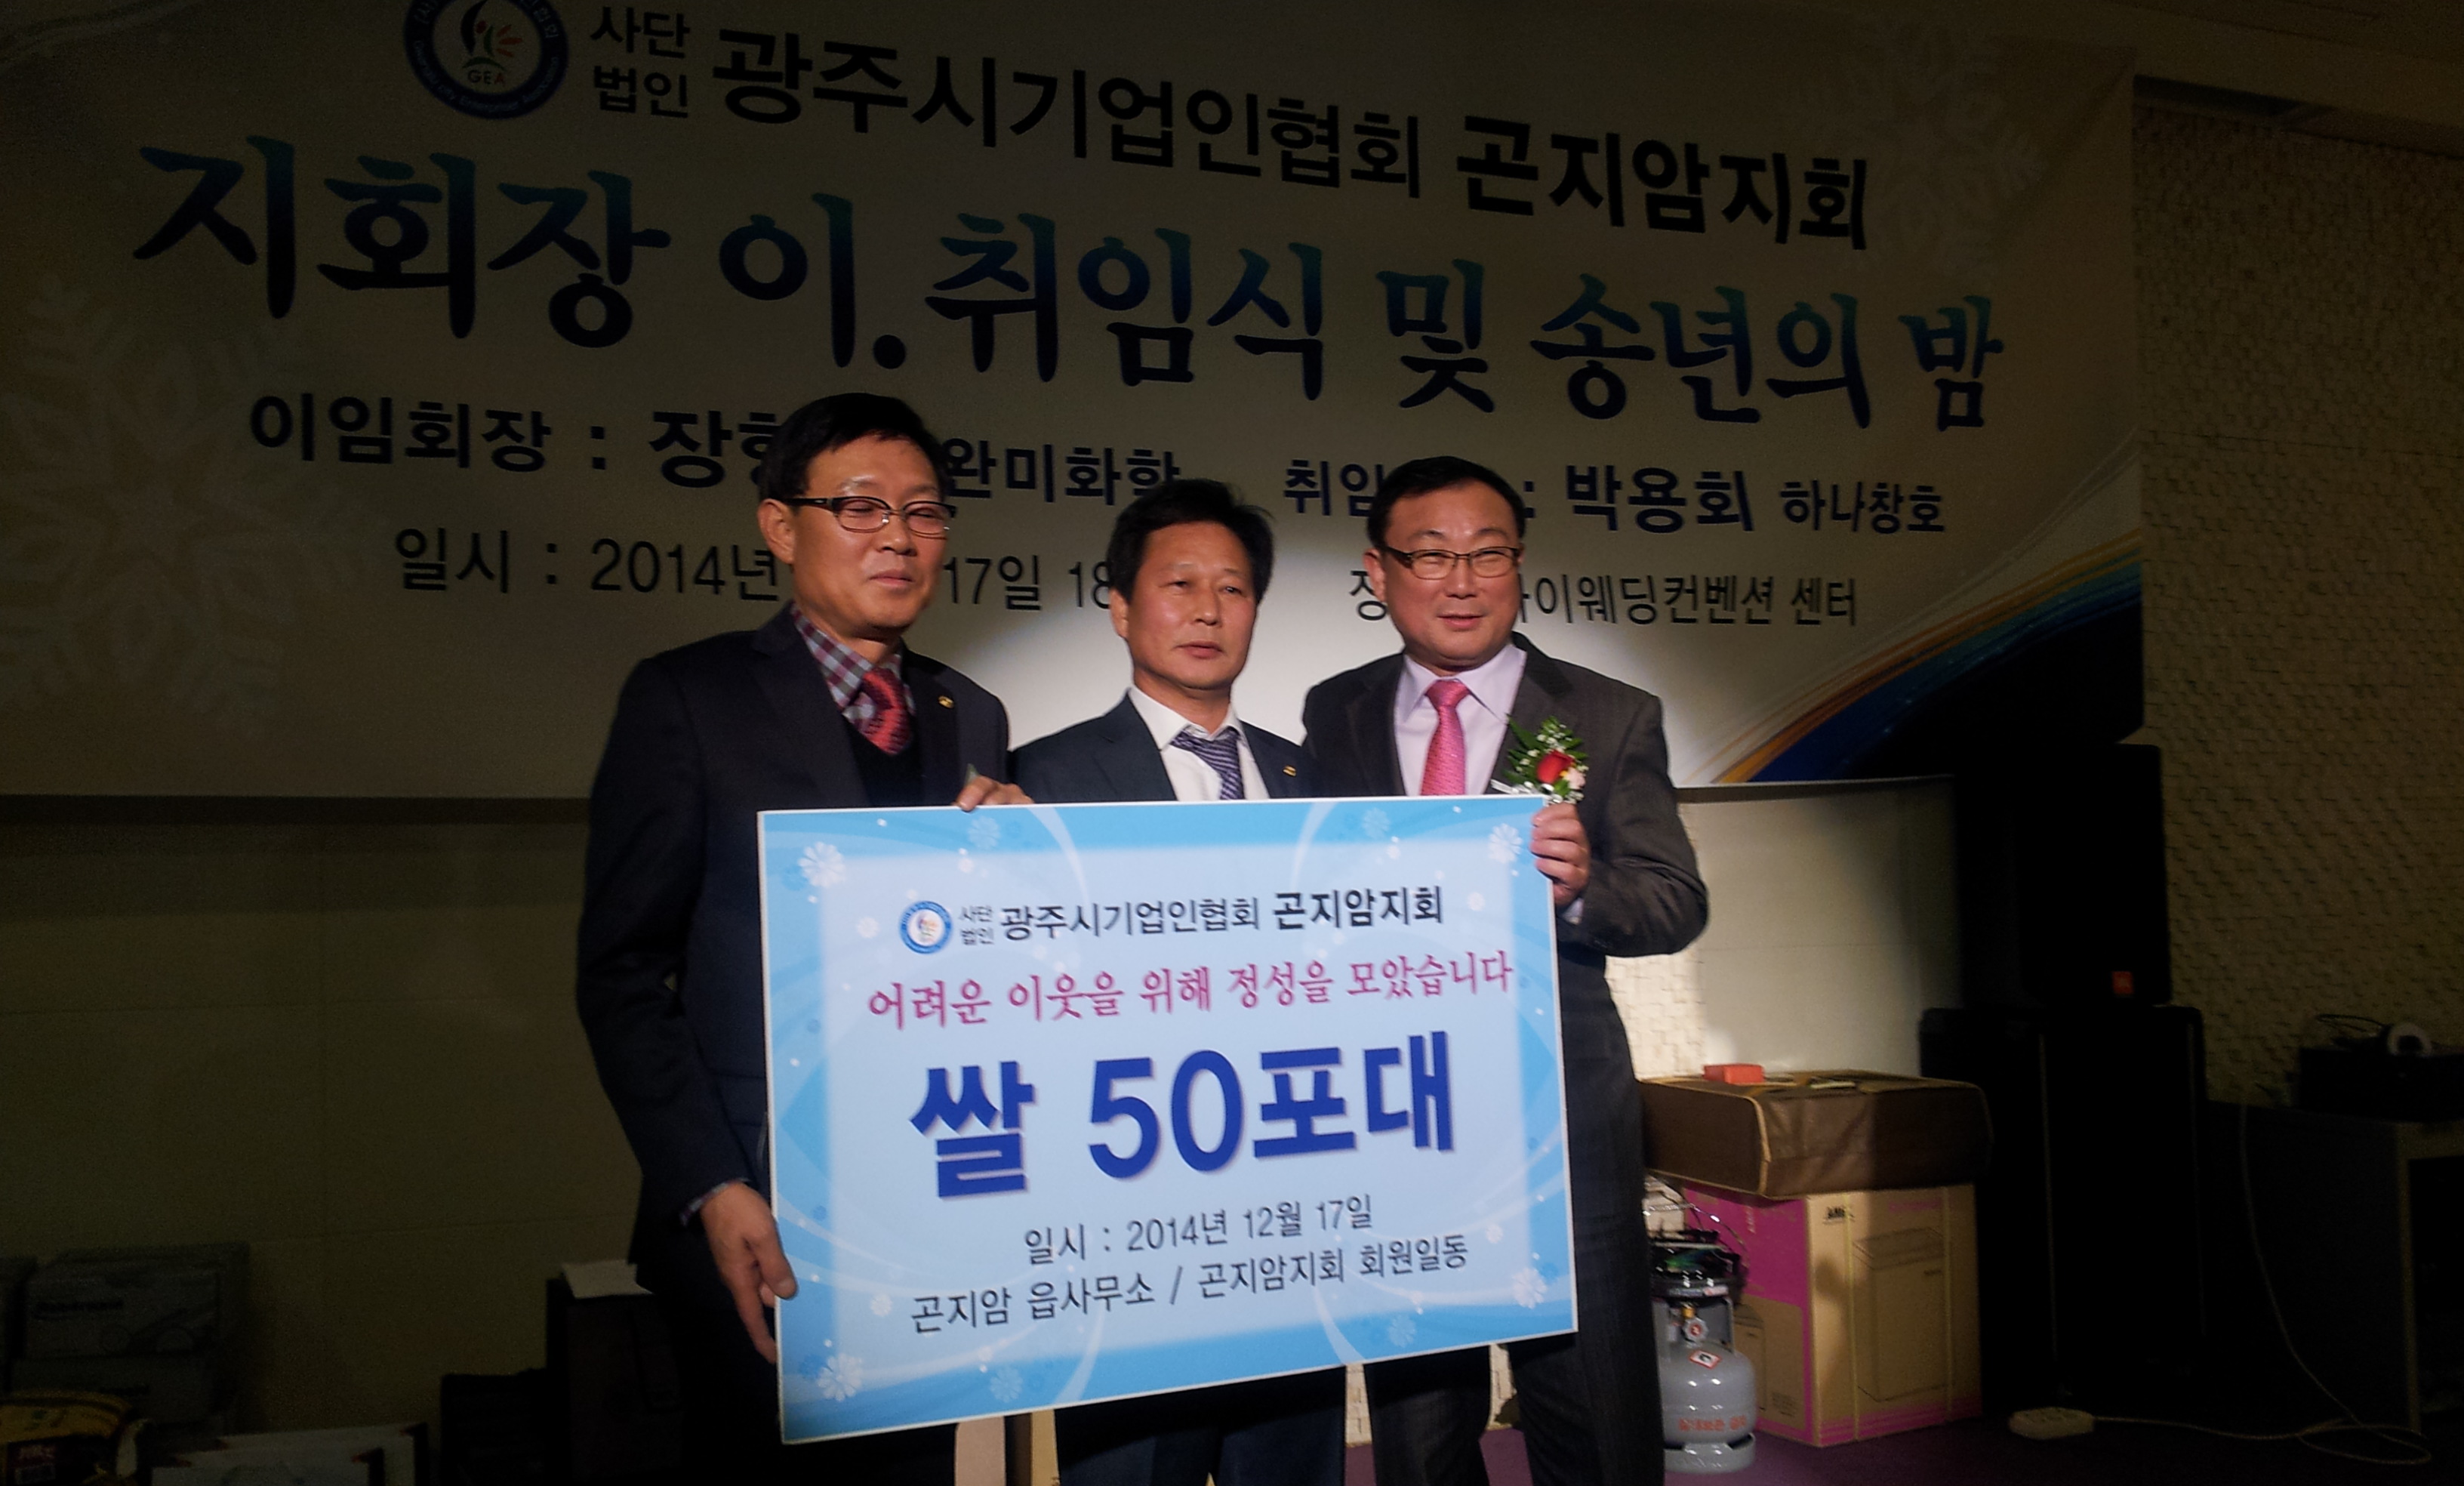 GEA
사단
법인
광주시기업인협회 곤지암지회
지회장 이.취임식 및 송년의 밤
이임회장 : 완미화학 : 박용회 하나창호
일시 : 2014년 17일 센터
사단
법인
광주시기업인협회 곤지암지회
어려운 이웃을 위해 정성을 모았습니다
쌀 50포대
일시 : 2014년 12월 17일
곤지암 읍사무소 / 곤지암지회 회원일동